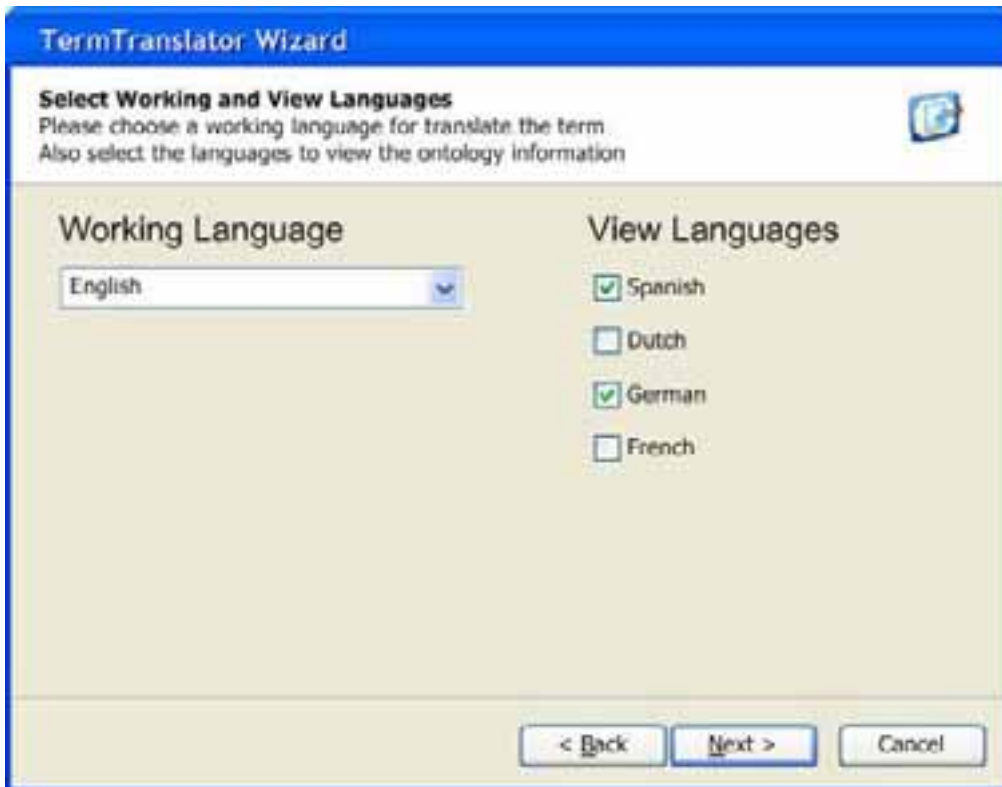 TermTranslator Wizard
Select Working and View Languages
Please choose a working language for translate the term
Also select the languages to view the ontology information
Working Language
English
View Languages
Spanish
Dutch
German
French
< Back
Next >
Cancel